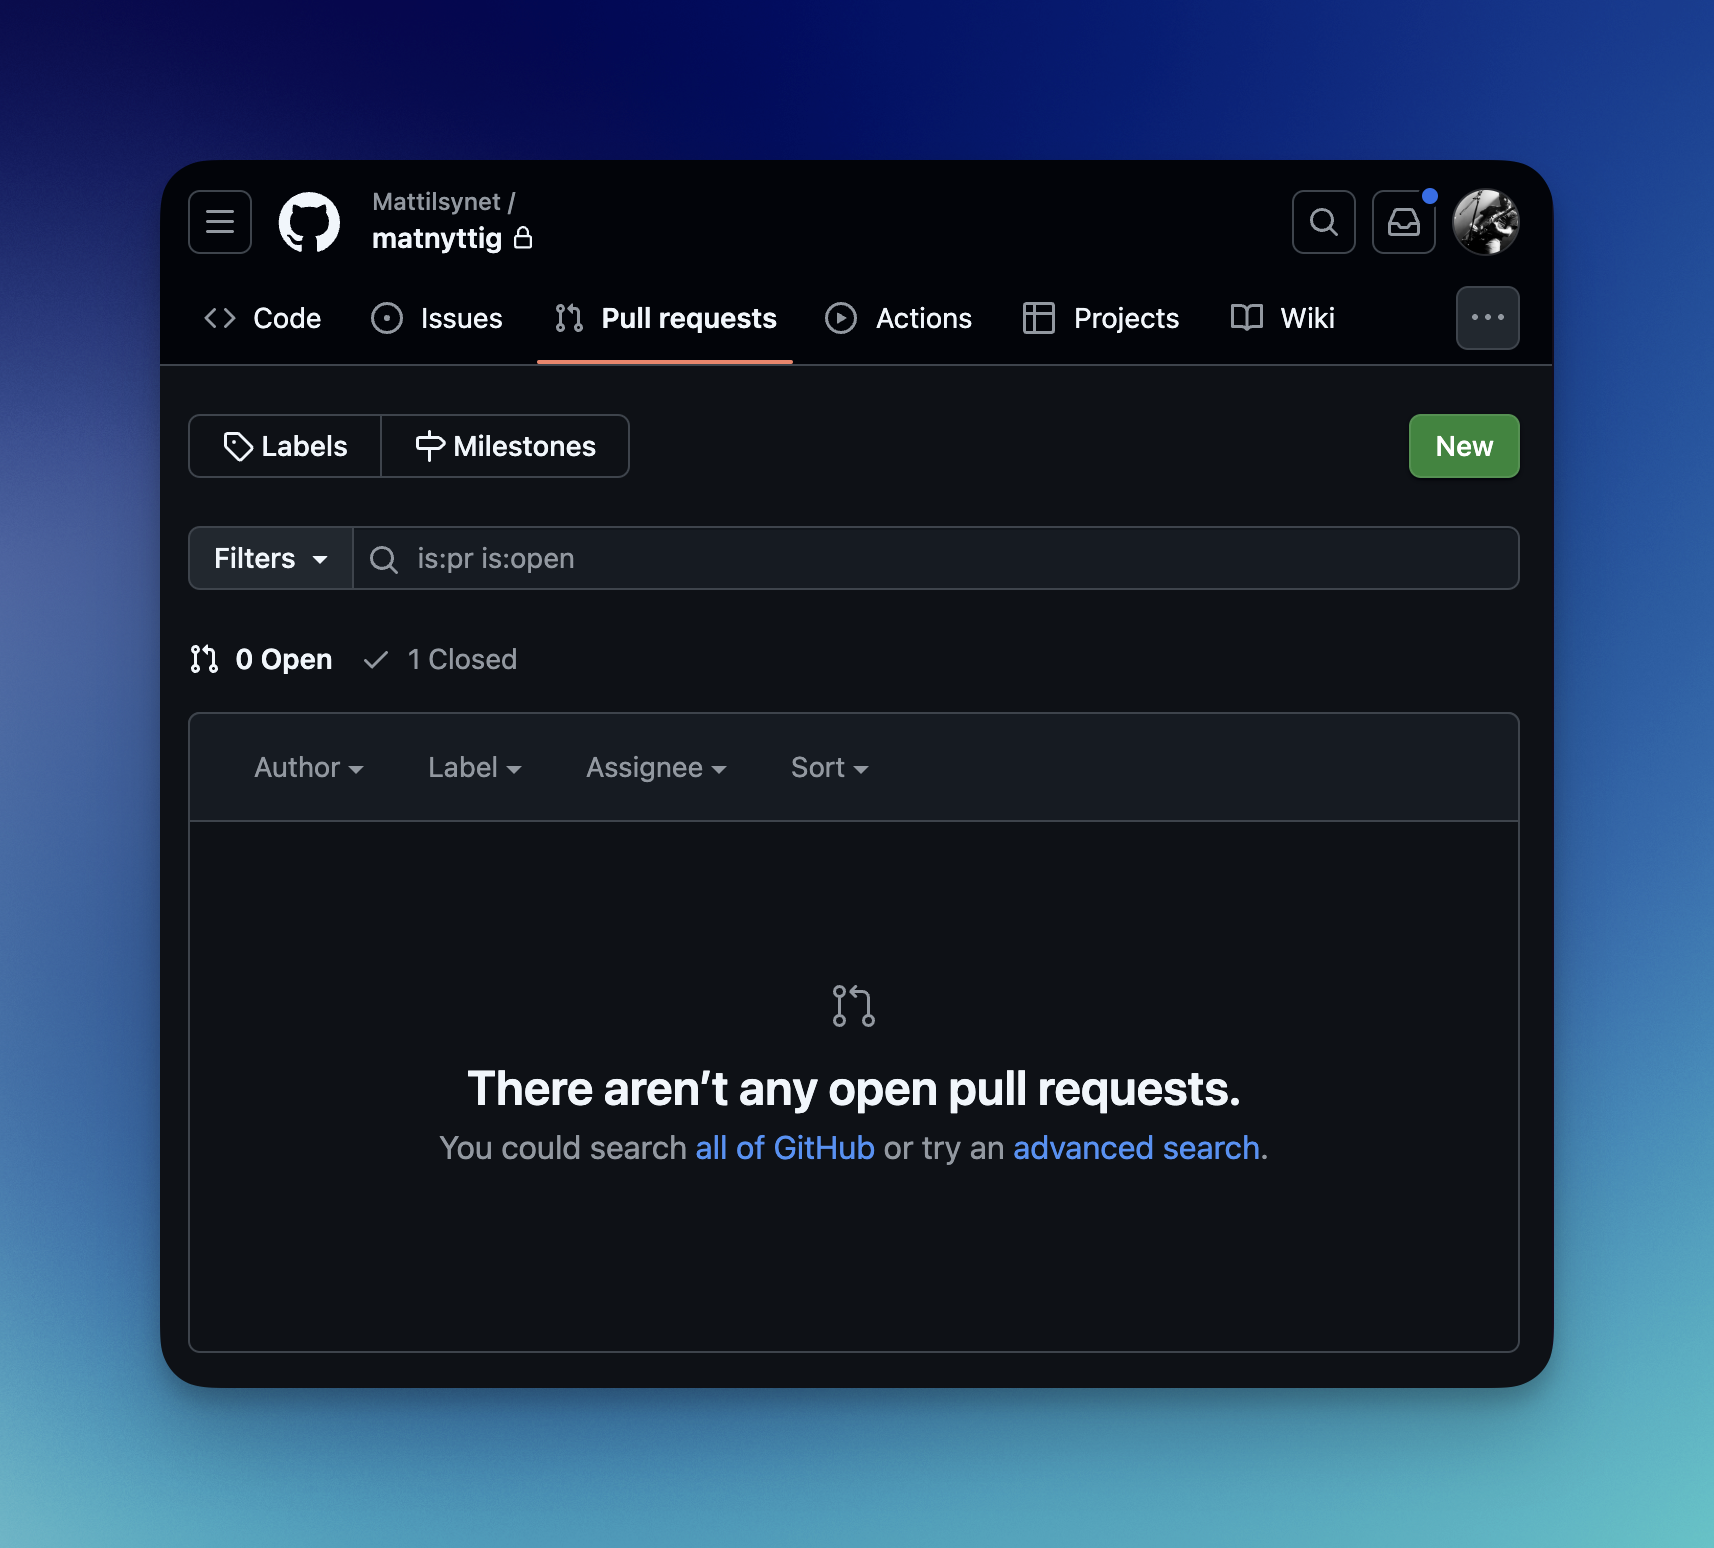 Mattilsynet /
matnyttig
Code Issues Pull requests Actions Projects Wiki
Labels Milestones New
Filters is:pr is:open
0 Open 1 Closed
Author Label Assignee Sort
There aren’t any open pull requests.
You could search all of GitHub or try an advanced search.